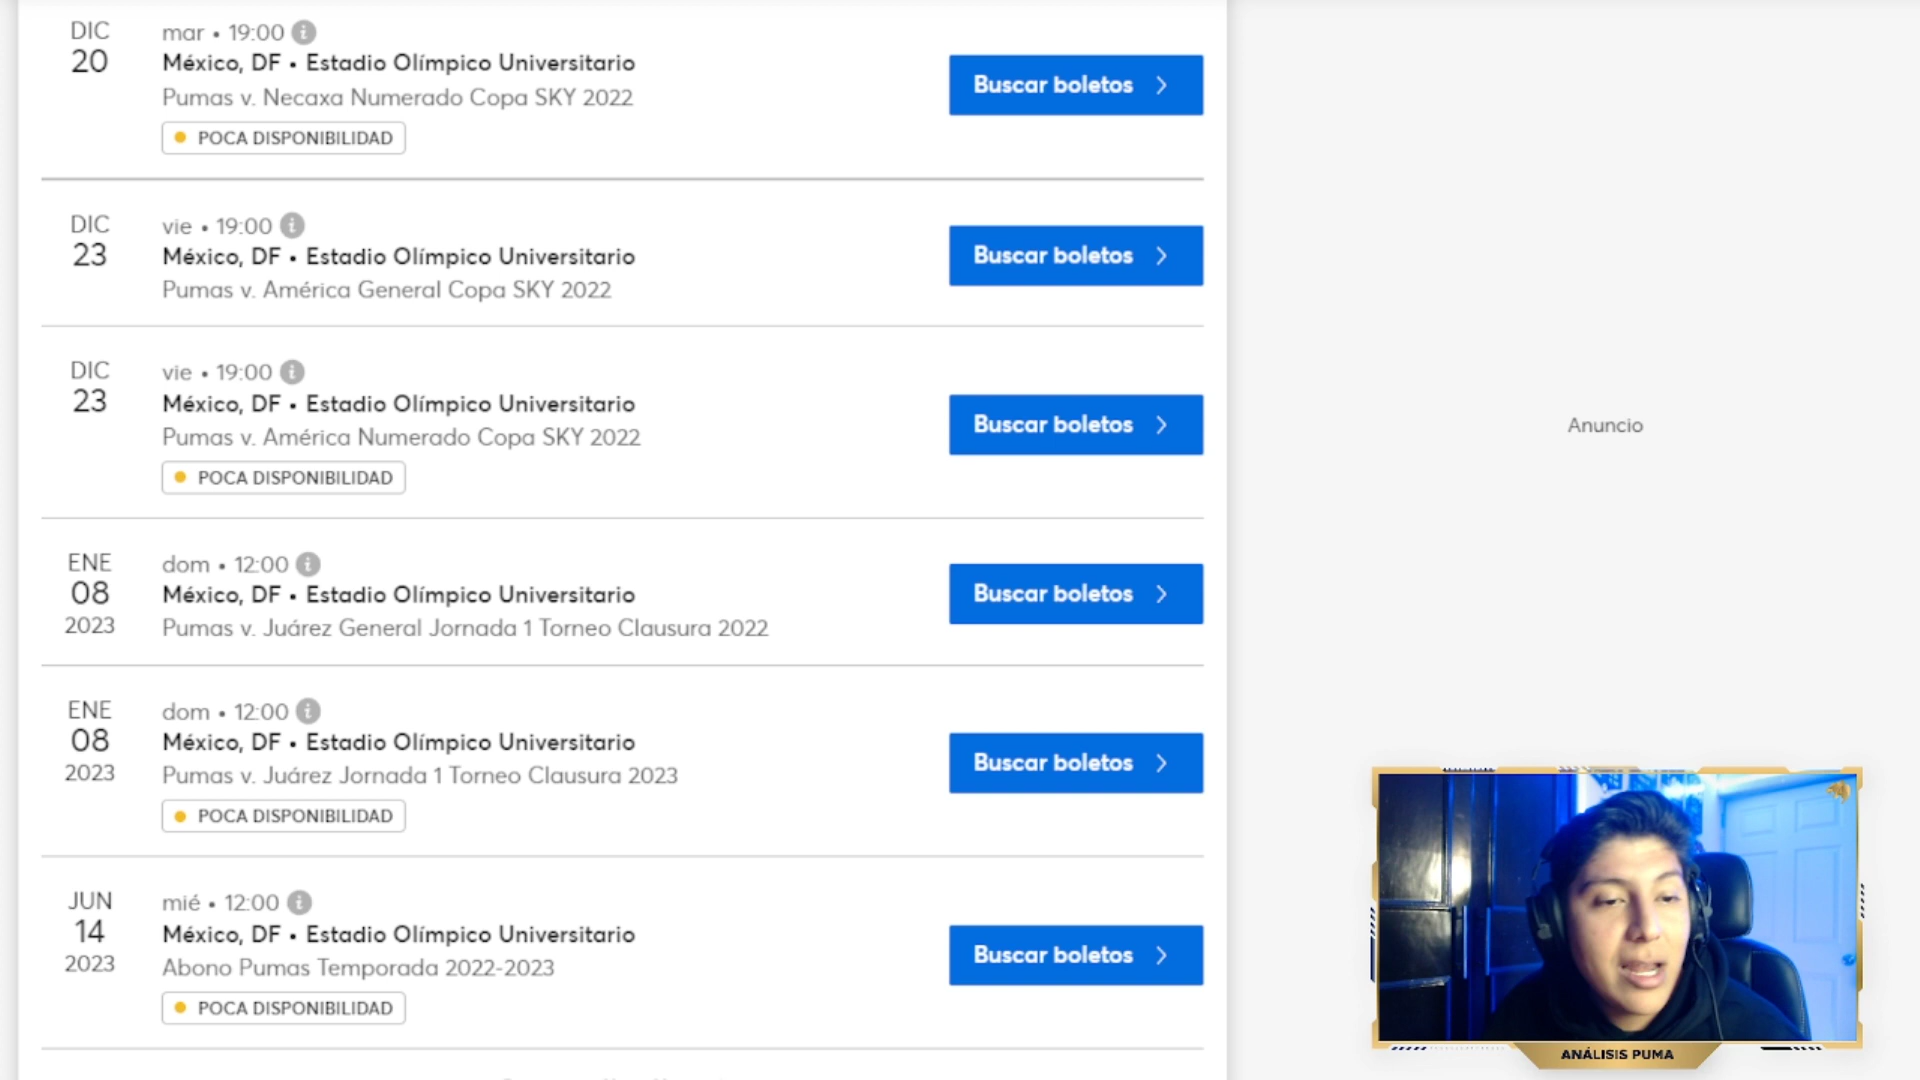 DIC
20
mar • 19:00
México, DF • Estadio Olímpico Universitario
Pumas v. Necaxa Numerado Copa SKY 2022
POCA DISPONIBILIDAD
Buscar boletos
DIC
23
vie • 19:00
México, DF • Estadio Olímpico Universitario
Pumas v. América General Copa SKY 2022
Buscar boletos
DIC
23
vie • 19:00
México, DF • Estadio Olímpico Universitario
Pumas v. América Numerado Copa SKY 2022
POCA DISPONIBILIDAD
Buscar boletos
ENE
08
2023
dom • 12:00
México, DF • Estadio Olímpico Universitario
Pumas v. Juárez General Jornada 1 Torneo Clausura 2022
Buscar boletos
ENE
08
2023
dom • 12:00
México, DF • Estadio Olímpico Universitario
Pumas v. Juárez Jornada 1 Torneo Clausura 2023
POCA DISPONIBILIDAD
Buscar boletos
JUN
14
2023
mié • 12:00
México, DF • Estadio Olímpico Universitario
Abono Pumas Temporada 2022-2023
POCA DISPONIBILIDAD
Buscar boletos
Anuncio
ANÁLISIS PUMA